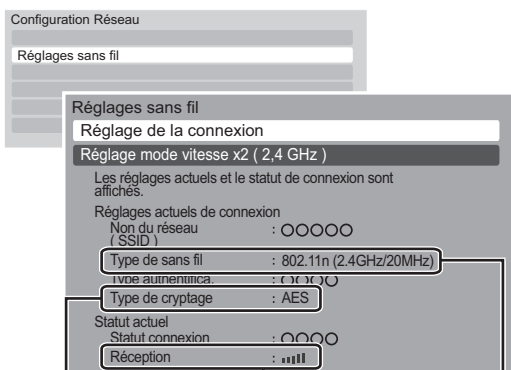 Configuration Réseau
Réglages sans fil
Réglages sans fil
Réglage de la connexion
Réglage mode vitesse x2 ( 2,4 GHz )
Les réglages actuels et le statut de connexion sont
affichés.
Réglages actuels de connexion
Non du réseau
( SSID ) : OOOOO
Type de sans fil : 802.11n (2.4GHz/20MHz)
Type authentifica. : OOOO
Type de cryptage : AES
Statut actuel
Statut connexion : OOOO
Réception :